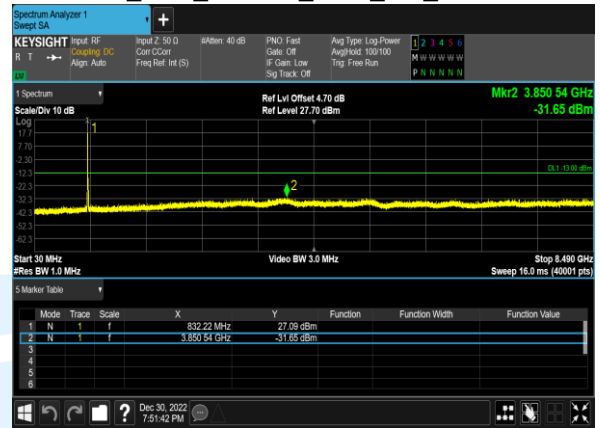 Spectrum Analyzer 1
Swept SA
+
KEYSIGHT Input: RF Input Z: 50 Ω #Atten: 40 dB PNO: Fast Avg Type: Log-Power 1 2 3 4 5 6
R T Coupling: DC Corr CCorr Gate: Off Avg|Hold: 100/100 M W W W W W
Align: Auto Freq Ref: Int (S) IF Gain: Low Trig: Free Run
LVI Sig Track: Off P N N N N N
1 Spectrum Ref Lvl Offset 4.70 dB Mkr2 3.850 54 GHz
Scale/Div 10 dB Ref Level 27.70 dBm -31.65 dBm
Log
17.7
7.70
-2.30
-12.3
-22.3
-32.3
-42.3
-52.3
-62.3
1
DL1 -13.00 dBm
2
Start 30 MHz Video BW 3.0 MHz Stop 8.490 GHz
#Res BW 1.0 MHz Sweep 16.0 ms (40001 pts)
5 Marker Table
Mode Trace Scale X Y Function Function Width Function Value
1 N 1 f 832.22 MHz 27.09 dBm
2 N 1 f 3.850 54 GHz -31.65 dBm
3
4
5
6
? Dec 30, 2022
7:51:42 PM